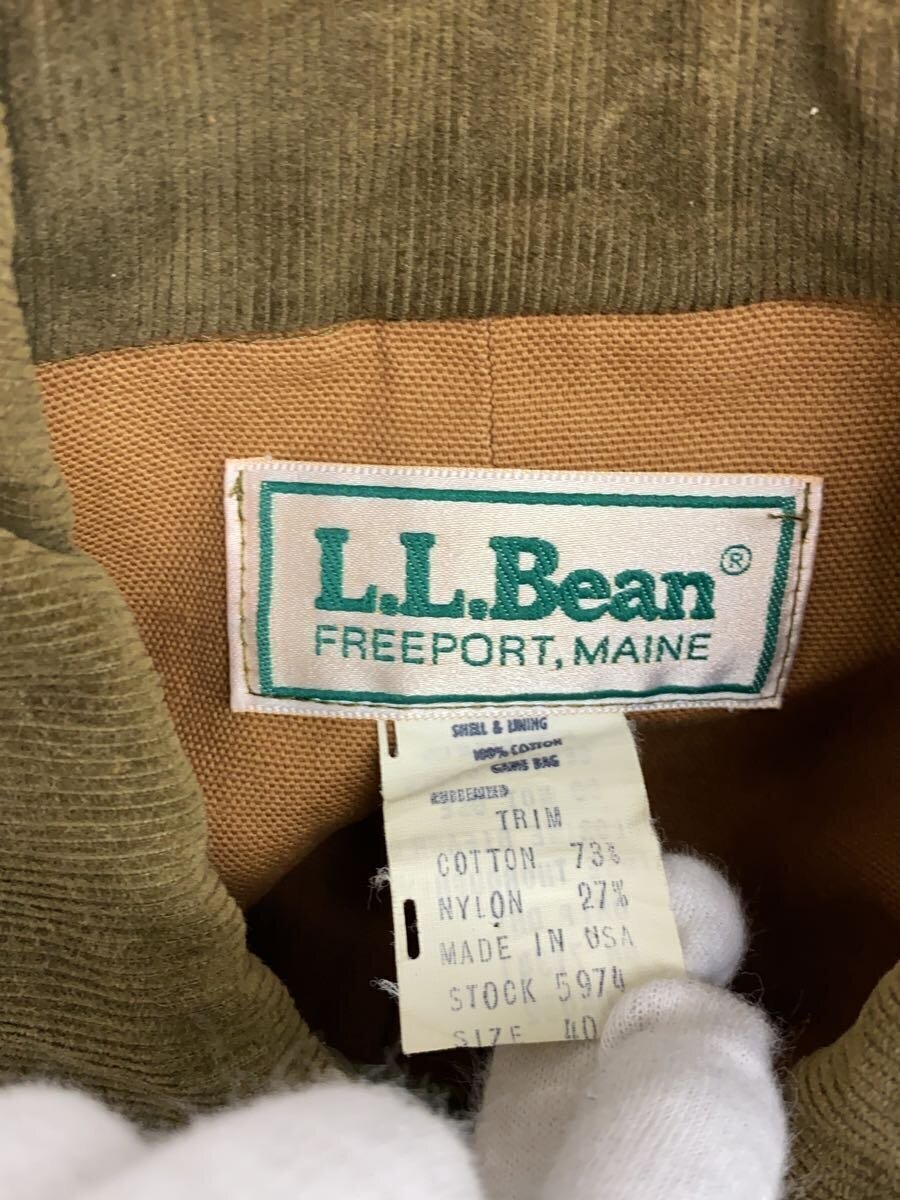 L.L.Bean®
FREEPORT, MAINE
SHELL & LINING
100% COTTON
GAME BAG
RUBBERIZED
TRIM
COTTON 73%
NYLON 27%
MADE IN USA
STOCK 5974
SIZE 40